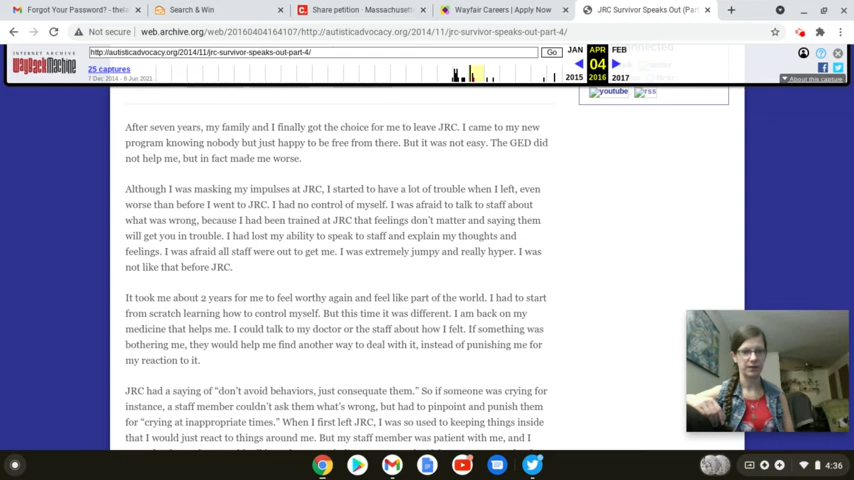 Forgot Your Password? - thela
Search & Win
Share petition · Massachusett
Wayfair Careers | Apply Now
JRC Survivor Speaks Out (Part
Not secure | web.archive.org/web/20160404164107/http://autisticadvocacy.org/2014/11/jrc-survivor-speaks-out-part-4/
INTERNET ARCHIVE
WayBackMachine
http://autisticadvocacy.org/2014/11/jrc-survivor-speaks-out-part-4/
Go
JAN APR FEB
04
2015 2016 2017
25 captures
7 Dec 2014 - 8 Jun 2021
About this capture
youtube rss
After seven years, my family and I finally got the choice for me to leave JRC. I came to my new
program knowing nobody but just happy to be free from there. But it was not easy. The GED did
not help me, but in fact made me worse.
Although I was masking my impulses at JRC, I started to have a lot of trouble when I left, even
worse than before I went to JRC. I had no control of myself. I was afraid to talk to staff about
what was wrong, because I had been trained at JRC that feelings don't matter and saying them
will get you in trouble. I had lost my ability to speak to staff and explain my thoughts and
feelings. I was afraid all staff were out to get me. I was extremely jumpy and really hyper. I was
not like that before JRC.
It took me about 2 years for me to feel worthy again and feel like part of the world. I had to start
from scratch learning how to control myself. But this time it was different. I am back on my
medicine that helps me. I could talk to my doctor or the staff about how I felt. If something was
bothering me, they would help me find another way to deal with it, instead of punishing me for
my reaction to it.
JRC had a saying of "don't avoid behaviors, just consequate them." So if someone was crying for
instance, a staff member couldn't ask them what's wrong, but had to pinpoint and punish them
for "crying at inappropriate times." When I first left JRC, I was so used to keeping things inside
that I would just react to things around me. But my staff member was patient with me, and I
4:36